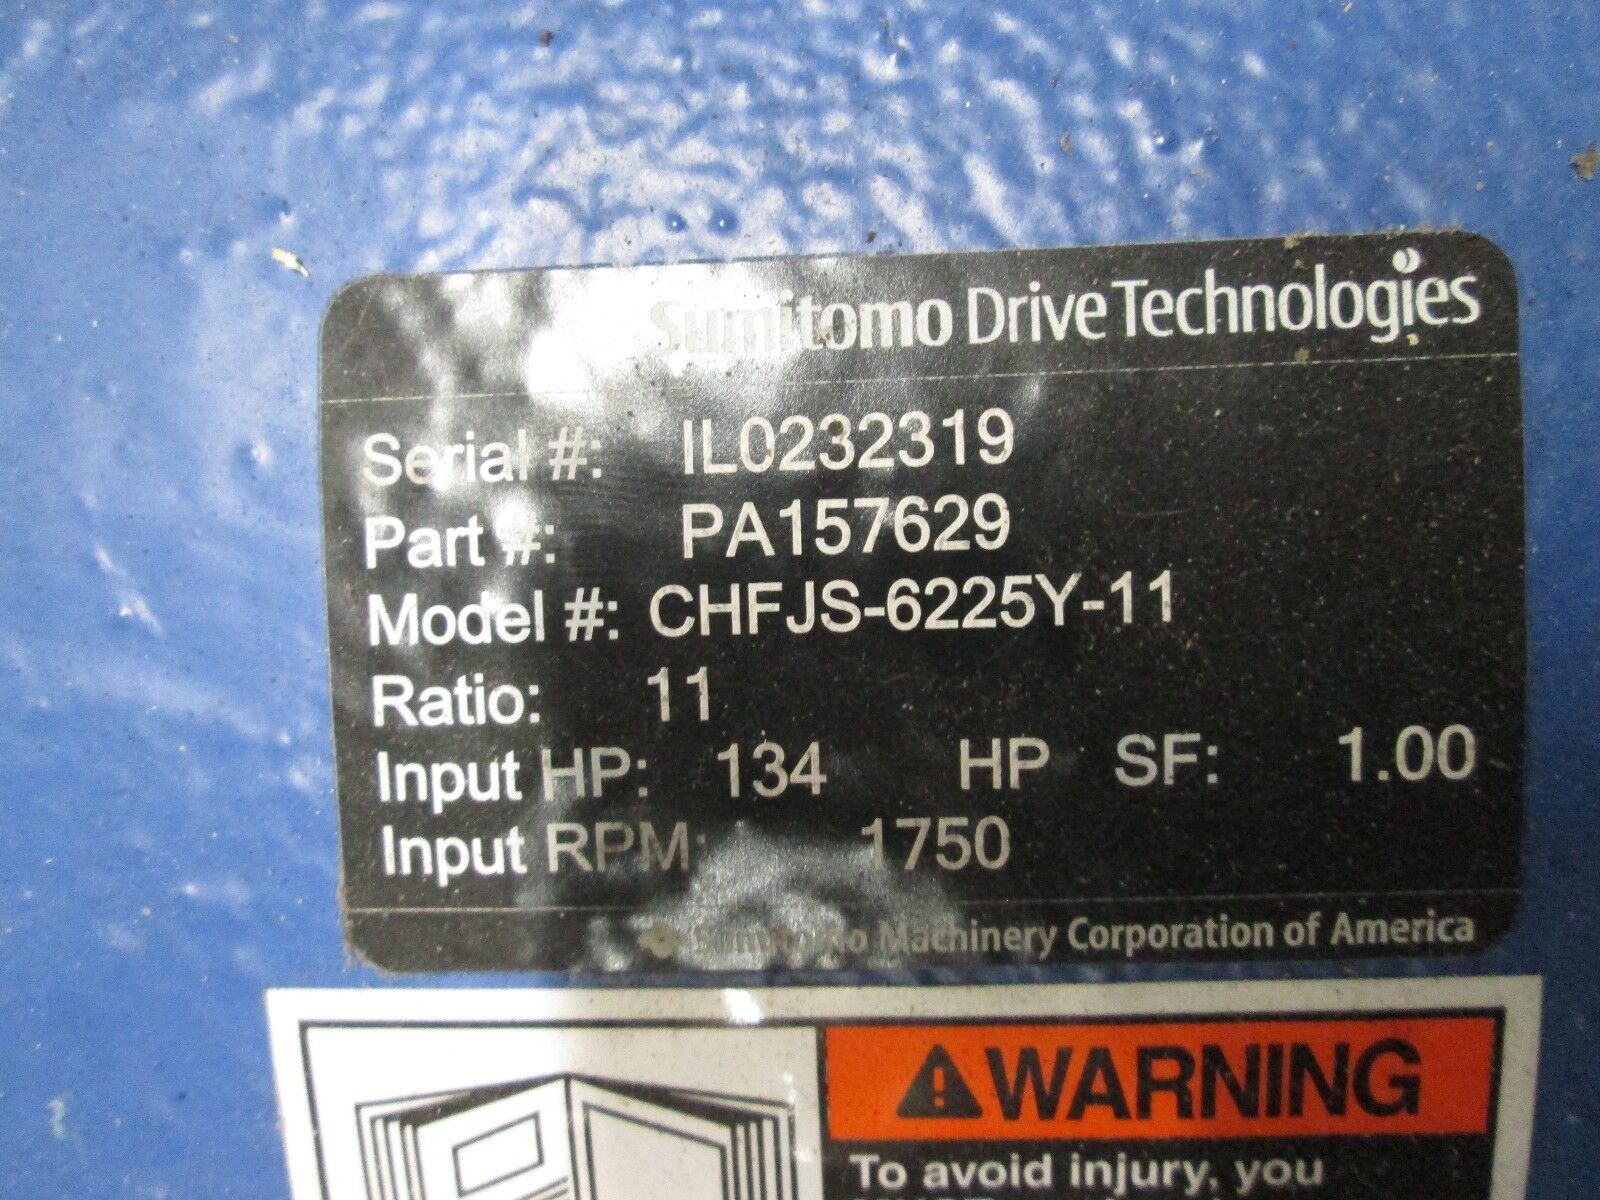 Sumitomo Drive Technologies
Serial #: IL0232319
Part #: PA157629
Model #: CHFJS-6225Y-11
Ratio: 11
Input HP: 134 HP SF: 1.00
Input RPM: 1750
Sumitomo Machinery Corporation of America
WARNING
To avoid injury, you